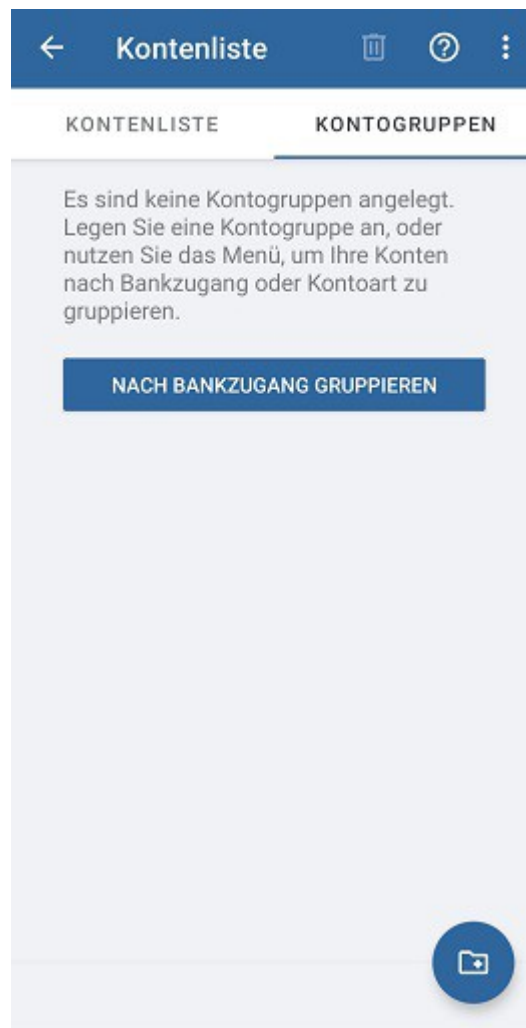 Kontenliste
KONTENLISTE KONTOGRUPPEN
Es sind keine Kontogruppen angelegt.
Legen Sie eine Kontogruppe an, oder
nutzen Sie das Menü, um Ihre Konten
nach Bankzugang oder Kontoart zu
gruppieren.
NACH BANKZUGANG GRUPPIEREN